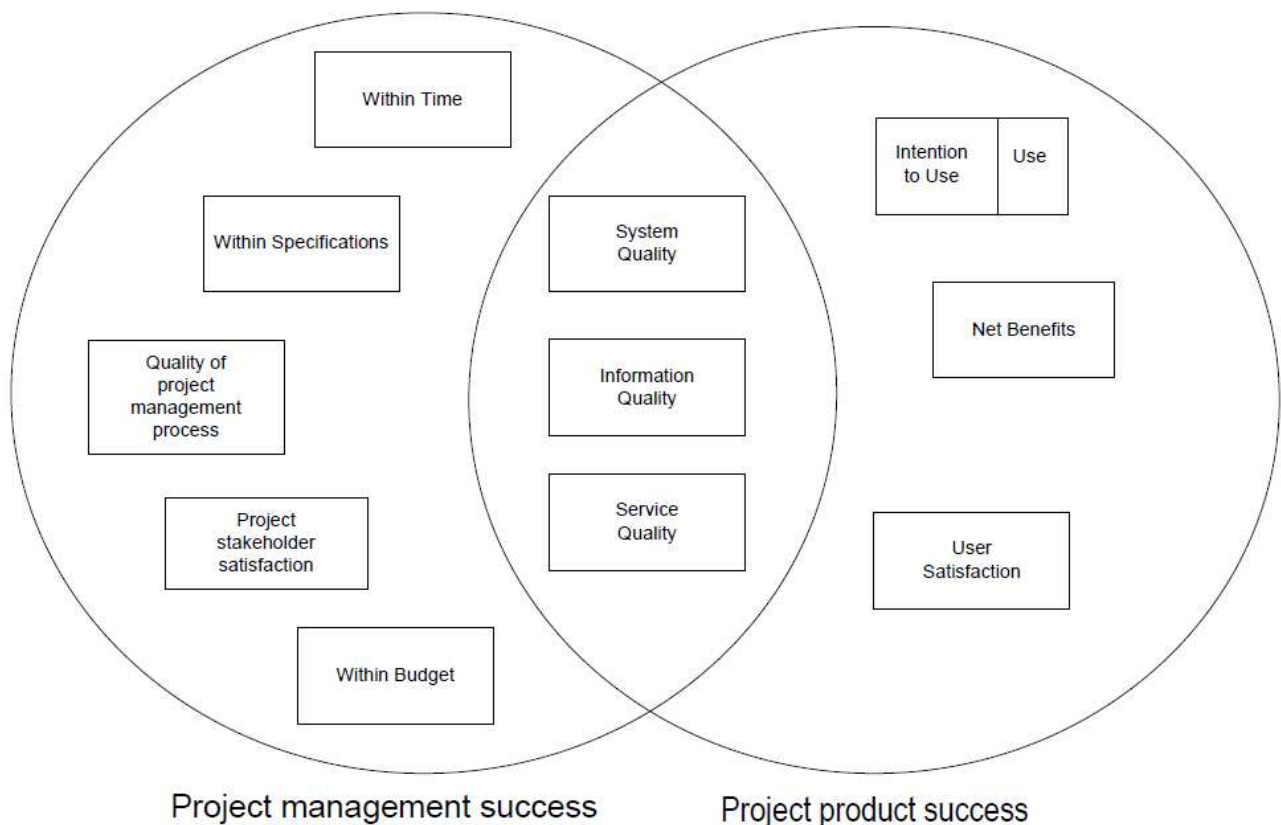 Within Time
Within Specifications
Quality of
project
management
process
Project
stakeholder
satisfaction
Within Budget
System
Quality
Information
Quality
Service
Quality
Intention
to Use
Use
Net Benefits
User
Satisfaction
Project management success
Project product success